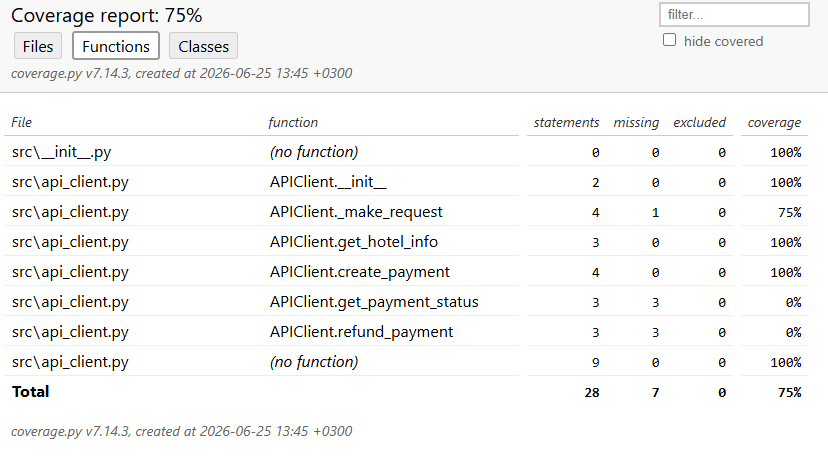 Coverage report: 75%
filter...
Files Functions Classes
hide covered
coverage.py v7.14.3, created at 2026-06-25 13:45 +0300
File function statements missing excluded coverage
src\__init__.py (no function) 0 0 0 100%
src\api_client.py APIClient.__init__ 2 0 0 100%
src\api_client.py APIClient._make_request 4 1 0 75%
src\api_client.py APIClient.get_hotel_info 3 0 0 100%
src\api_client.py APIClient.create_payment 4 0 0 100%
src\api_client.py APIClient.get_payment_status 3 3 0 0%
src\api_client.py APIClient.refund_payment 3 3 0 0%
src\api_client.py (no function) 9 0 0 100%
Total 28 7 0 75%
coverage.py v7.14.3, created at 2026-06-25 13:45 +0300